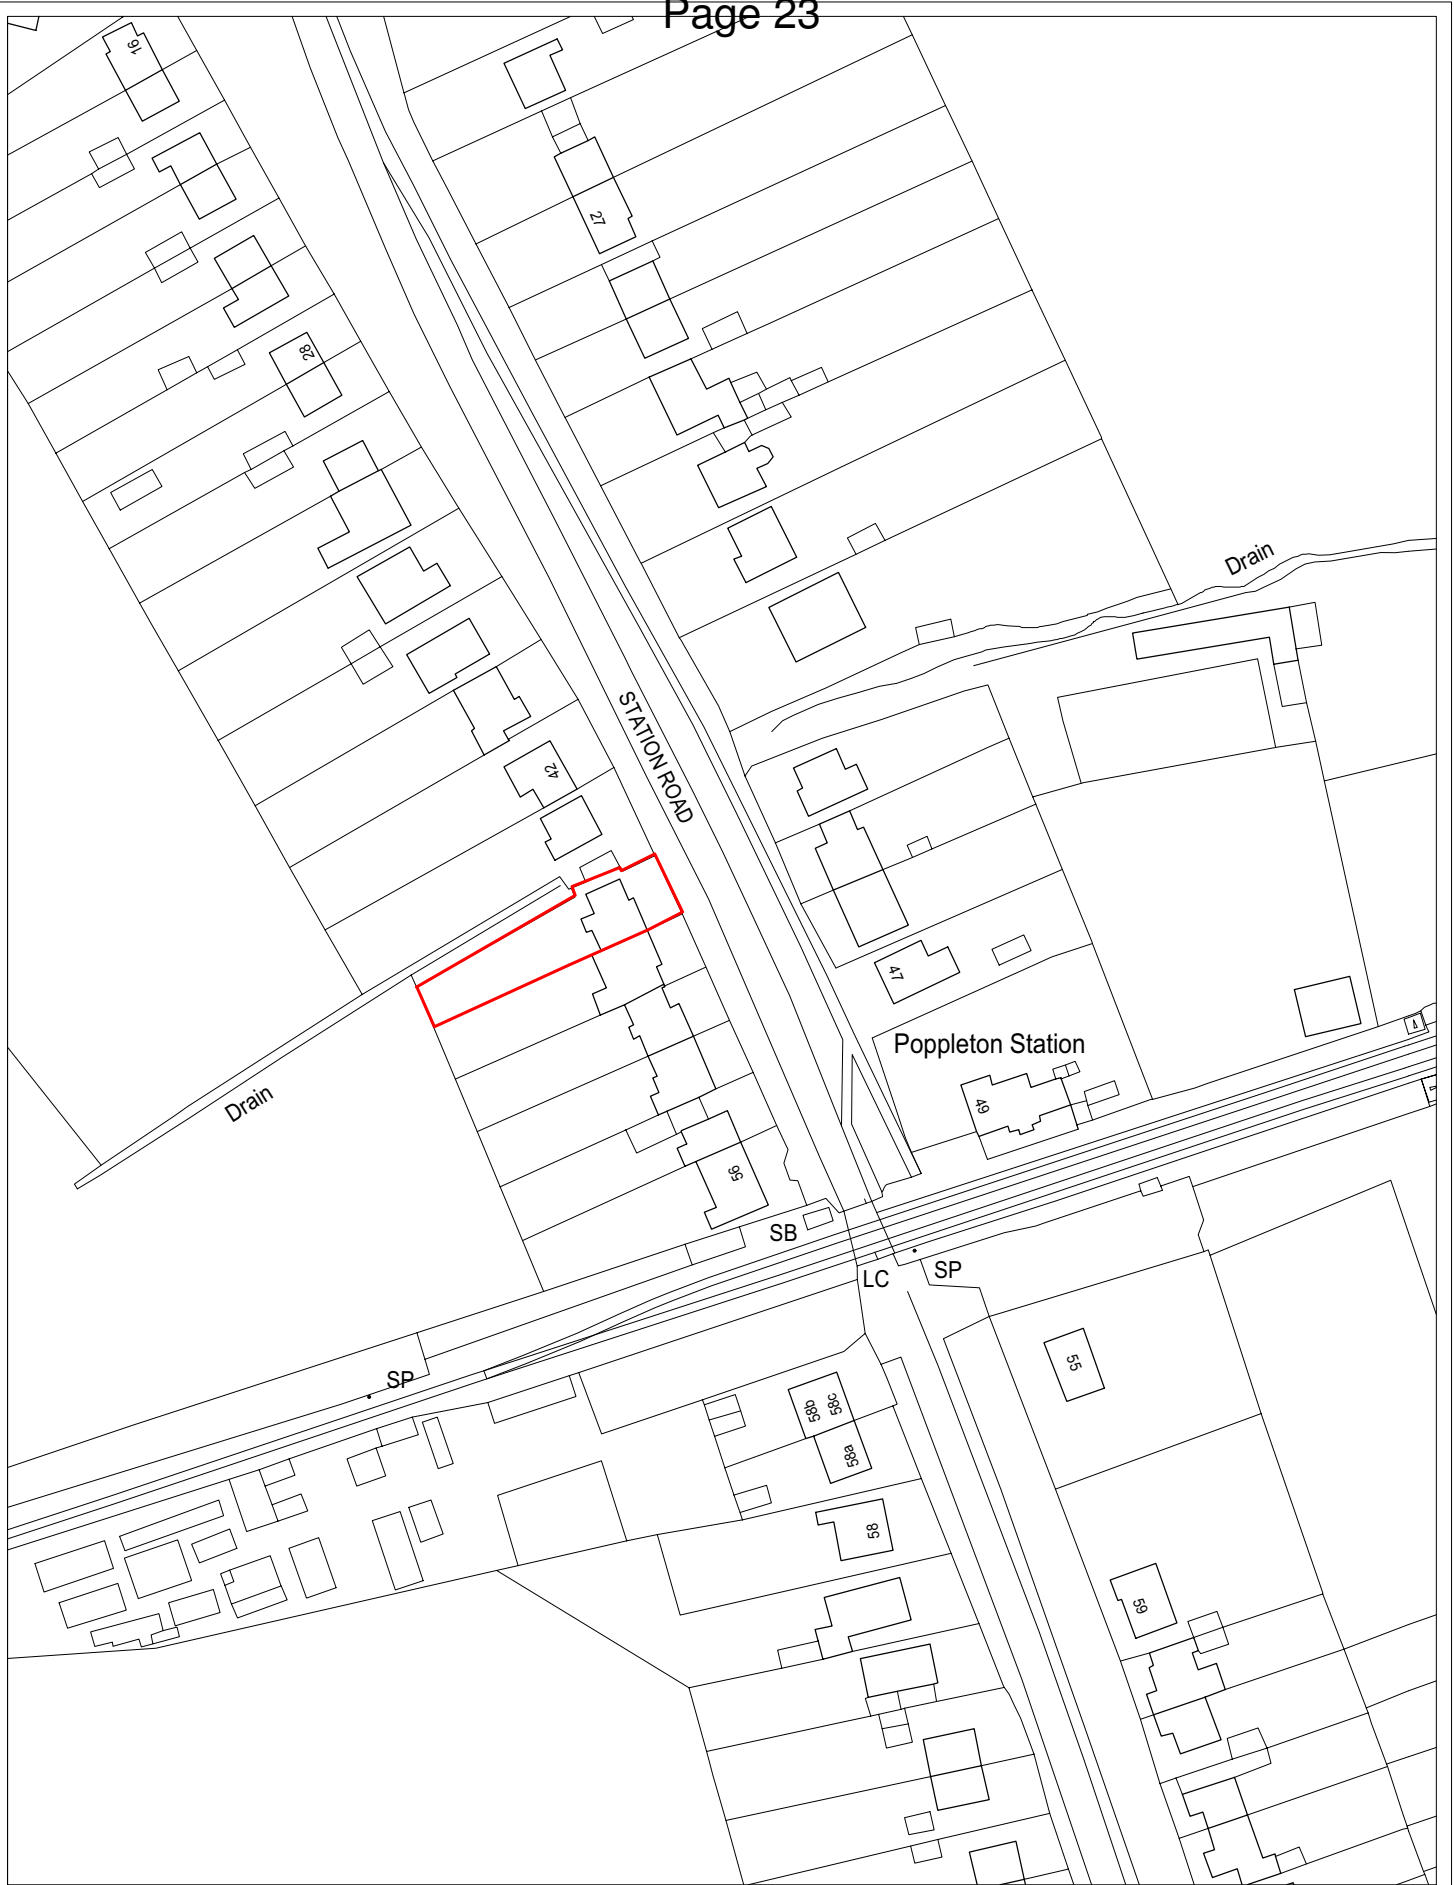 Page 23
16
27
28
Drain
STATION ROAD
42
47
Poppleton Station
Drain
49
56
SB
LC
SP
SP
55
58b
58c
58a
58
59